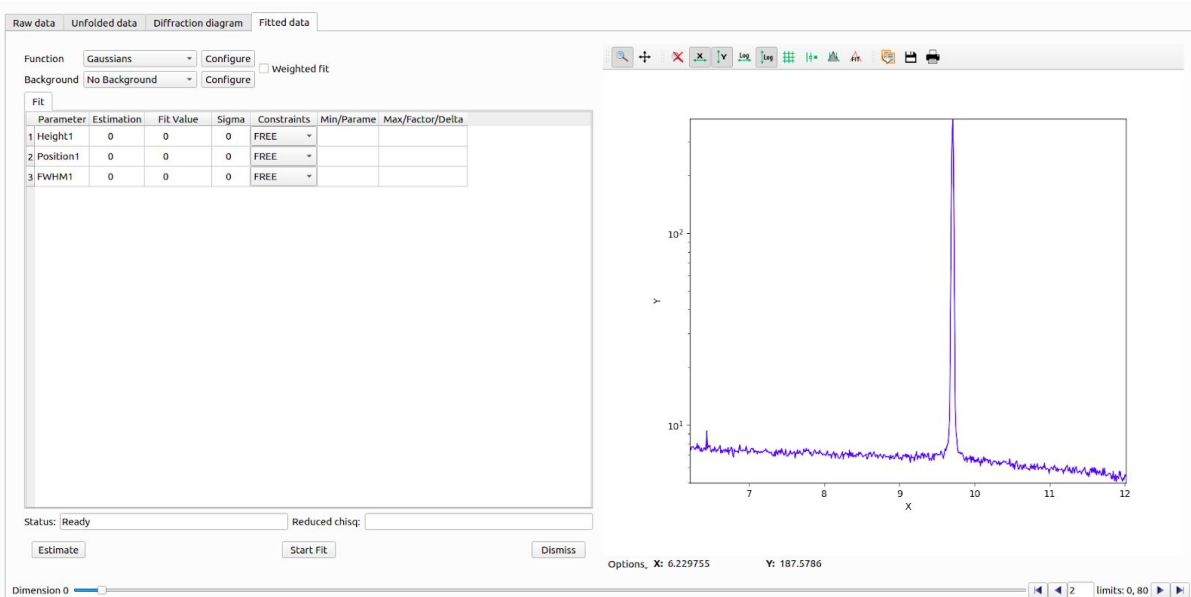 Raw data Unfolded data Diffraction diagram Fitted data
Function Gaussians Configure
Weighted fit
Background No Background Configure
Fit
Parameter Estimation Fit Value Sigma Constraints Min/Parame Max/Factor/Delta
1 Height1 0 0 0 FREE
2 Position1 0 0 0 FREE
3 FWHM1 0 0 0 FREE
Status: Ready Reduced chisq:
Estimate Start Fit Dismiss
X Y Log Log FIT
10²
Y
10¹
7 8 9 10 11 12
X
Options, X: 6.229755 Y: 187.5786
Dimension 0 2 limits: 0, 80